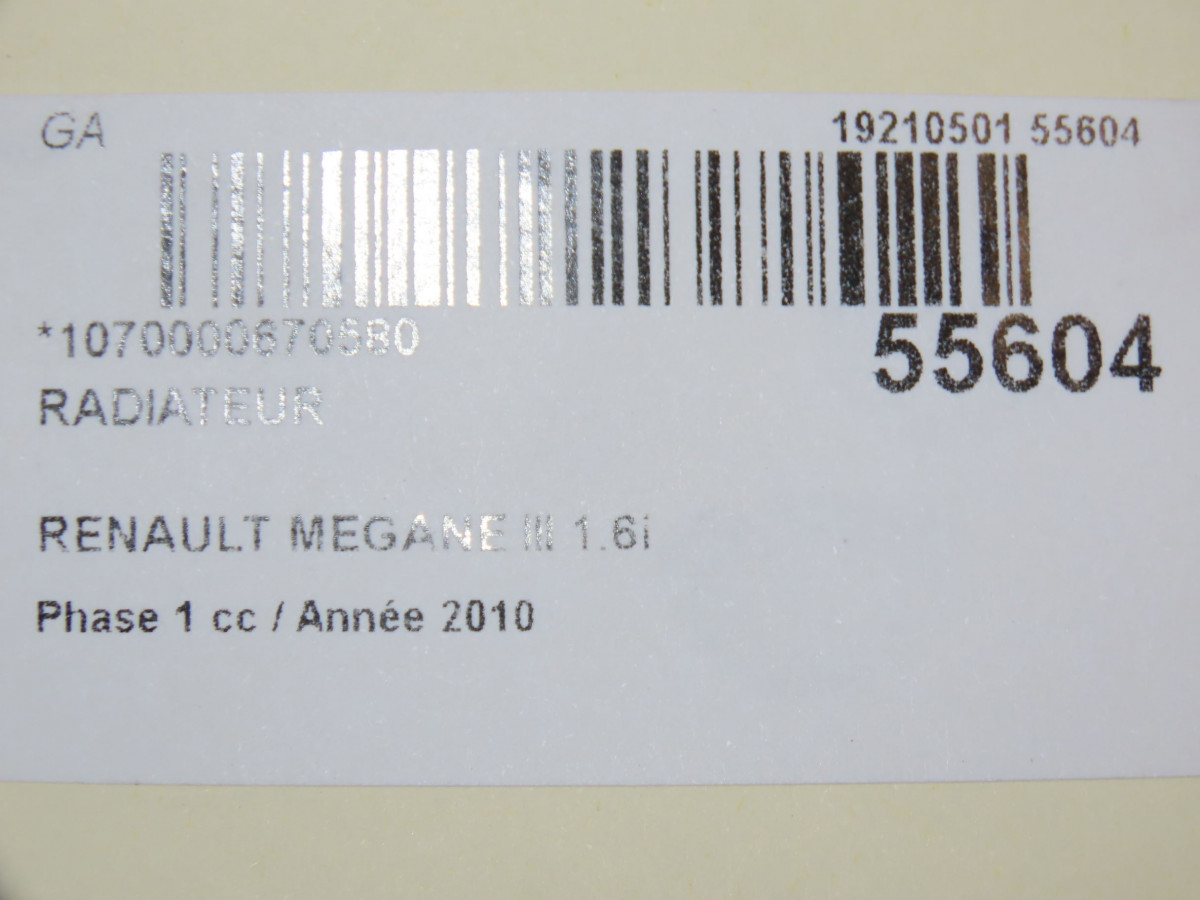 GA
19210501 55604
*1070000670580
55604
RADIATEUR
RENAULT MEGANE III 1.6i
Phase 1 cc / Année 2010